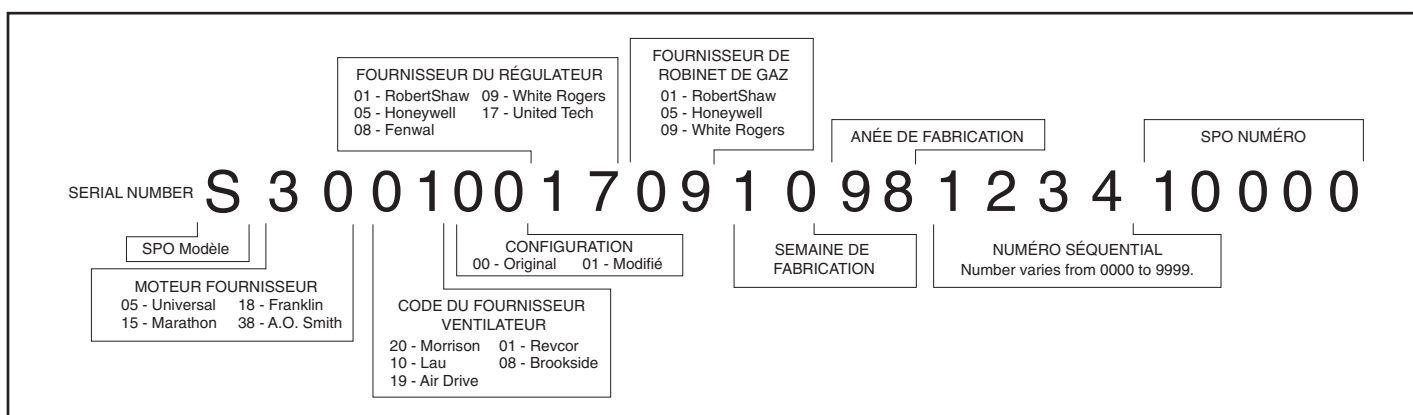 FOURNISSEUR DU RÉGULATEUR
01 - RobertShaw 09 - White Rogers
05 - Honeywell 17 - United Tech
08 - Fenwal
FOURNISSEUR DE
ROBINET DE GAZ
01 - RobertShaw
05 - Honeywell
09 - White Rogers
ANÉE DE FABRICATION
SPO NUMÉRO
SERIAL NUMBER S 3 0 0 1 0 0 1 7 0 9 1 0 9 8 1 2 3 4 1 0 0 0 0
SPO Modèle
MOTEUR FOURNISSEUR
05 - Universal 18 - Franklin
15 - Marathon 38 - A.O. Smith
CONFIGURATION
00 - Original 01 - Modifié
CODE DU FOURNISSEUR
VENTILATEUR
20 - Morrison 01 - Revcor
10 - Lau 08 - Brookside
19 - Air Drive
SEMAINE DE
FABRICATION
NUMÉRO SÉQUENTIAL
Number varies from 0000 to 9999.